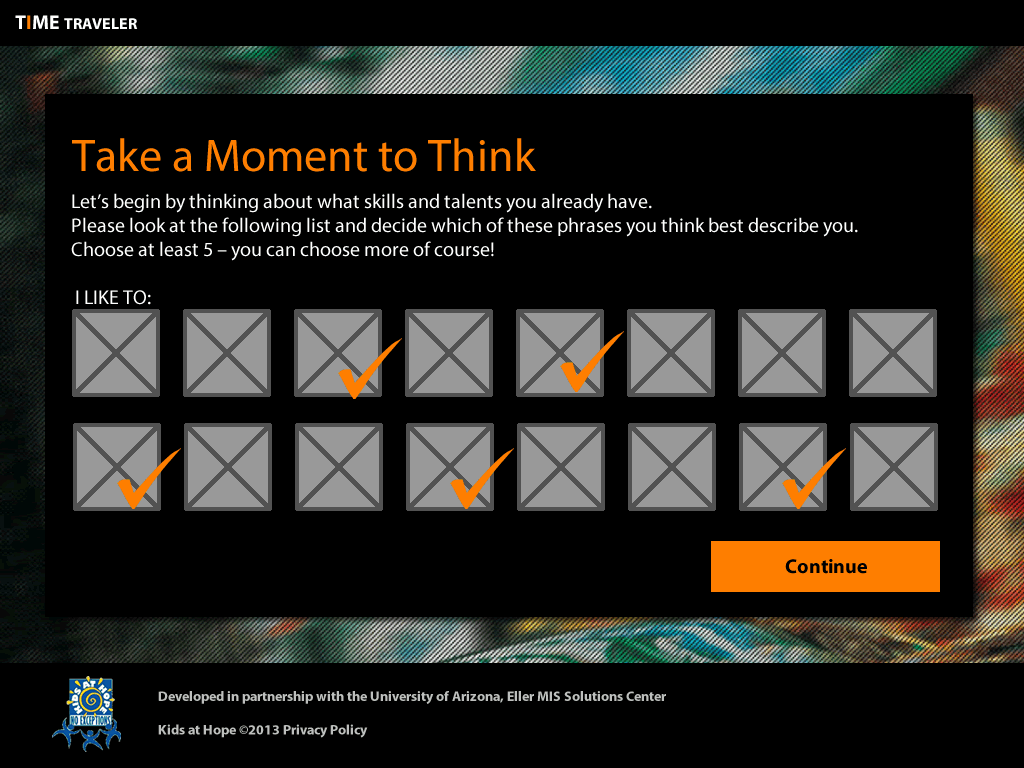 TIME TRAVELER
Take a Moment to Think
Let's begin by thinking about what skills and talents you already have.
Please look at the following list and decide which of these phrases you think best describe you.
Choose at least 5 – you can choose more of course!
I LIKE TO:
Continue
KIDS AT HOPE
NO EXCEPTIONS
Developed in partnership with the University of Arizona, Eller MIS Solutions Center
Kids at Hope ©2013 Privacy Policy